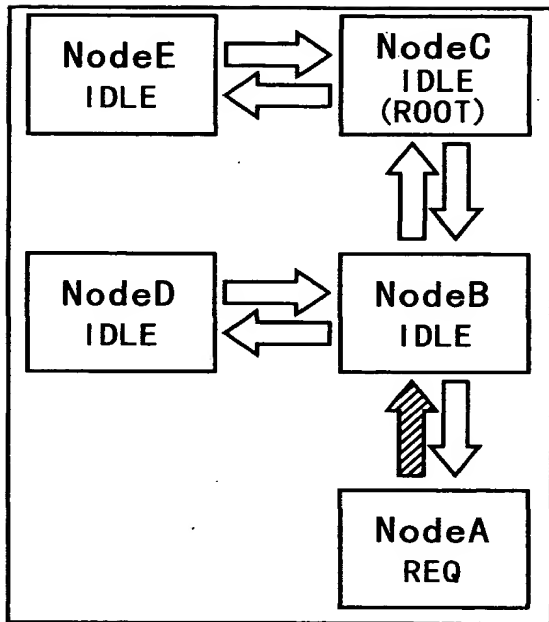 NodeE
IDLE
NodeC
IDLE
(ROOT)
NodeD
IDLE
NodeB
IDLE
NodeA
REQ